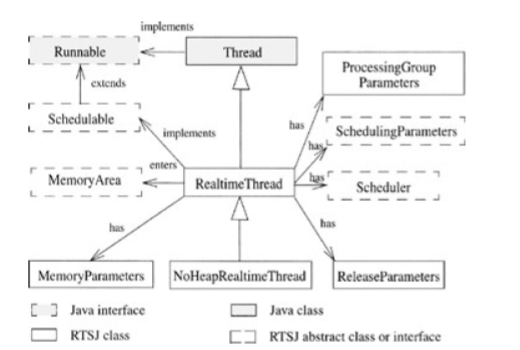 implements
Runnable
Thread
extends
ProcessingGroup
Parameters
Schedulable
implements
has
SchedulingParameters
has
MemoryArea
enters
RealtimeThread
has
Scheduler
has
has
MemoryParameters
NoHeapRealtimeThread
ReleaseParameters
Java interface
Java class
RTSJ class
RTSJ abstract class or interface